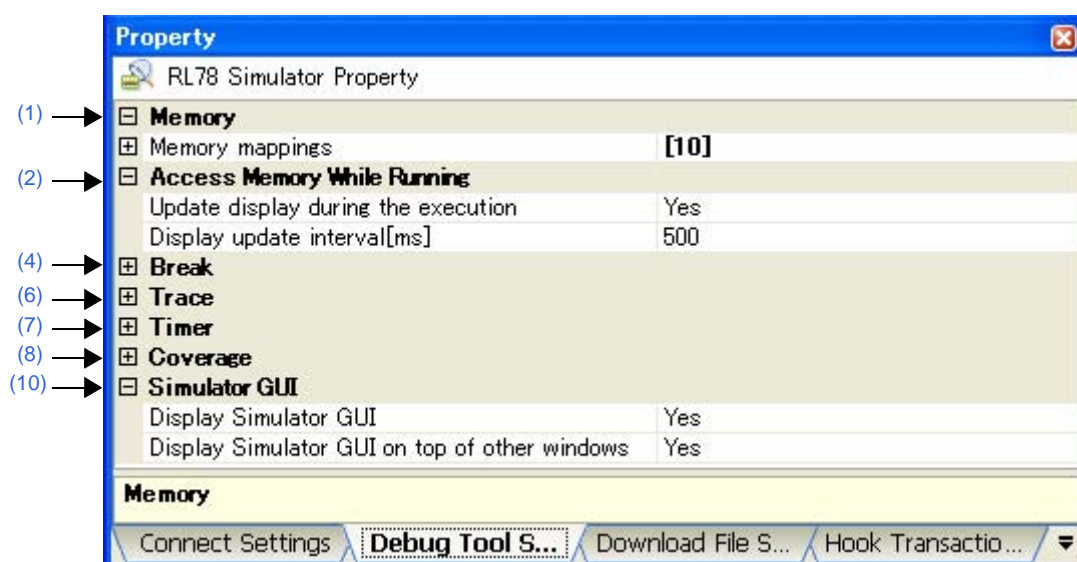 Property
RL78 Simulator Property
(1) Memory
Memory mappings [10]
(2) Access Memory While Running
Update display during the execution Yes
Display update interval[ms] 500
(4) Break
(6) Trace
(7) Timer
(8) Coverage
(10) Simulator GUI
Display Simulator GUI Yes
Display Simulator GUI on top of other windows Yes
Memory
Connect Settings Debug Tool S... Download File S... Hook Transactio...